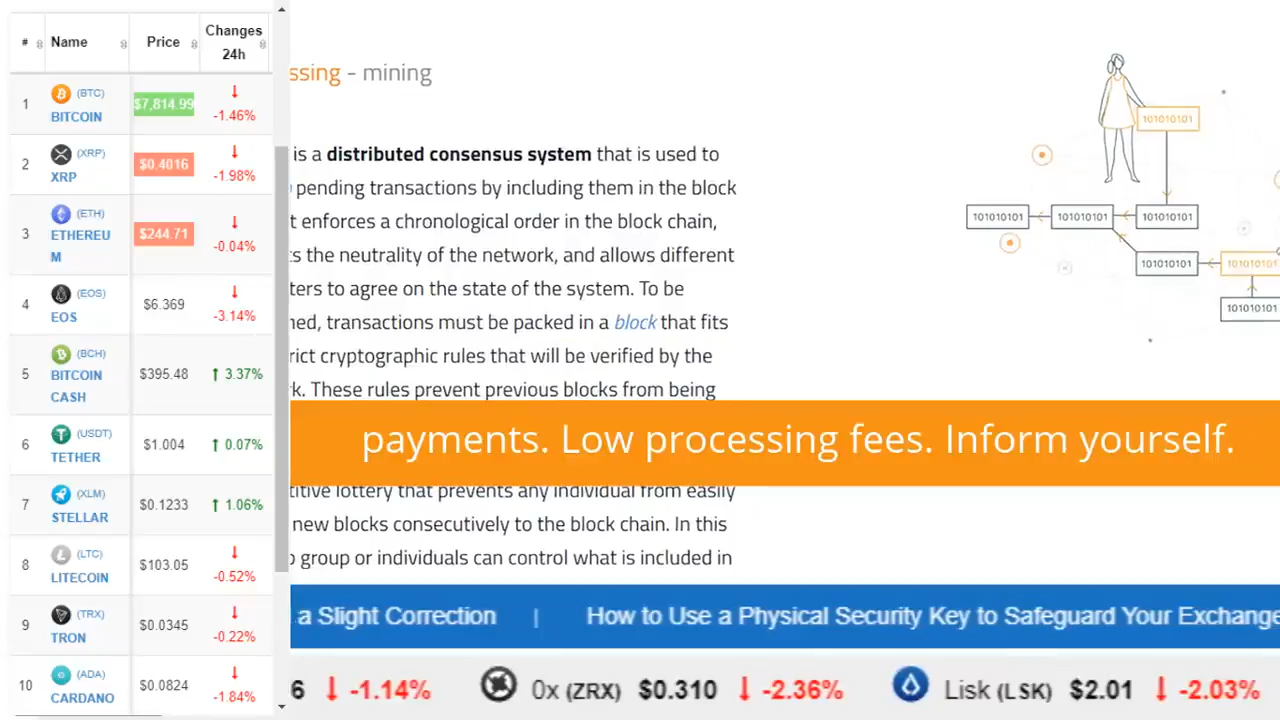 # Name Price Changes 24h
1 (BTC) BITCOIN $7,814.99 ↓ -1.46%
2 (XRP) XRP $0.4016 ↓ -1.98%
3 (ETH) ETHEREU M $244.71 ↓ -0.04%
4 (EOS) EOS $6.369 ↓ -3.14%
5 (BCH) BITCOIN CASH $395.48 ↑ 3.37%
6 (USDT) TETHER $1.004 ↑ 0.07%
7 (XLM) STELLAR $0.1233 ↑ 1.06%
8 (LTC) LITECOIN $103.05 ↓ -0.52%
9 (TRX) TRON $0.0345 ↓ -0.22%
10 (ADA) CARDANO $0.0824 ↓ -1.84%
ssing - mining
is a distributed consensus system that is used to
pending transactions by including them in the block
t enforces a chronological order in the block chain,
ts the neutrality of the network, and allows different
ters to agree on the state of the system. To be
ned, transactions must be packed in a block that fits
rict cryptographic rules that will be verified by the
k. These rules prevent previous blocks from being
payments. Low processing fees. Inform yourself.
titive lottery that prevents any individual from easily
new blocks consecutively to the block chain. In this
group or individuals can control what is included in
101010101
101010101 101010101 101010101
101010101 101010101
101010101
a Slight Correction | How to Use a Physical Security Key to Safeguard Your Exchange
6 ↓ -1.14% 0x (ZRX) $0.310 ↓ -2.36% Lisk (LSK) $2.01 ↓ -2.03%